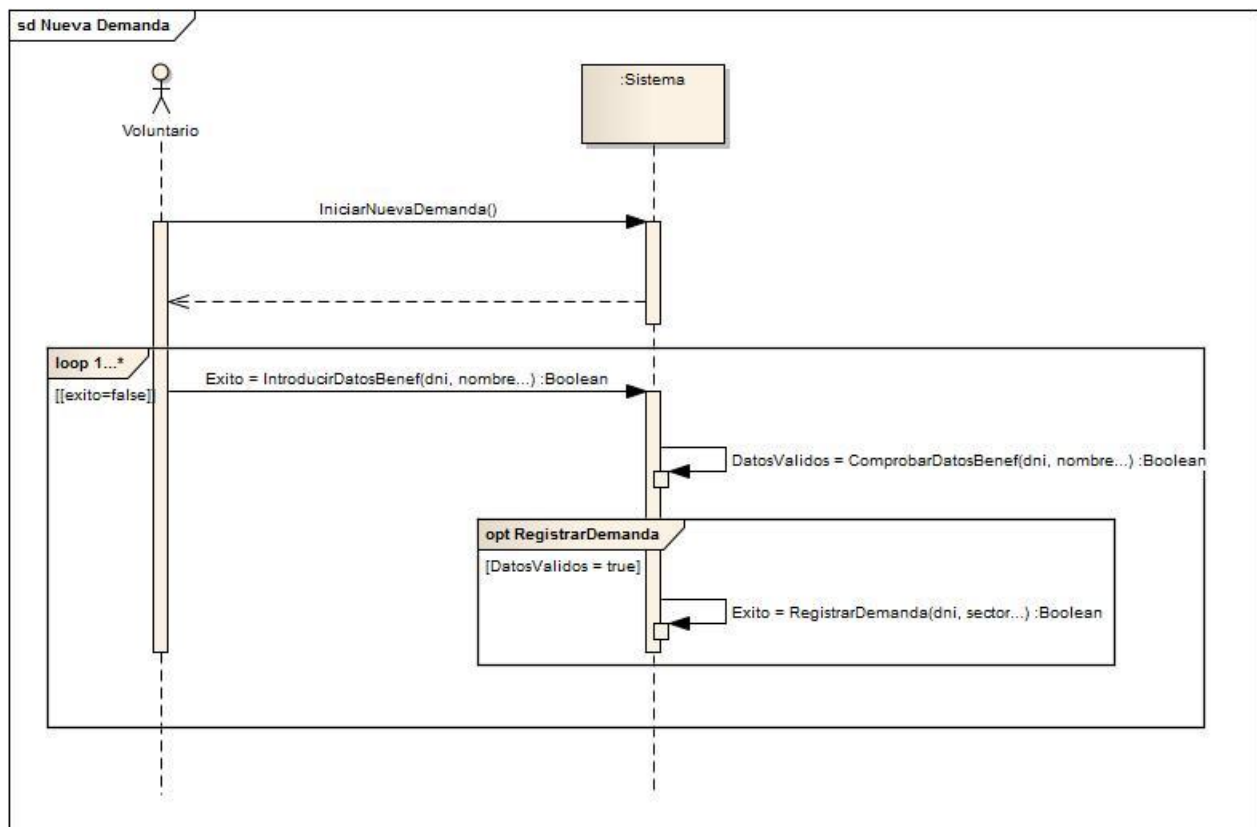 sd Nueva Demanda
Voluntario
:Sistema
IniciarNuevaDemanda()
loop 1...*
[[exito=false]]
Exito = IntroducirDatosBenef(dni, nombre...) :Boolean
DatosValidos = ComprobarDatosBenef(dni, nombre...) :Boolean
opt RegistrarDemanda
[DatosValidos = true]
Exito = RegistrarDemanda(dni, sector...) :Boolean